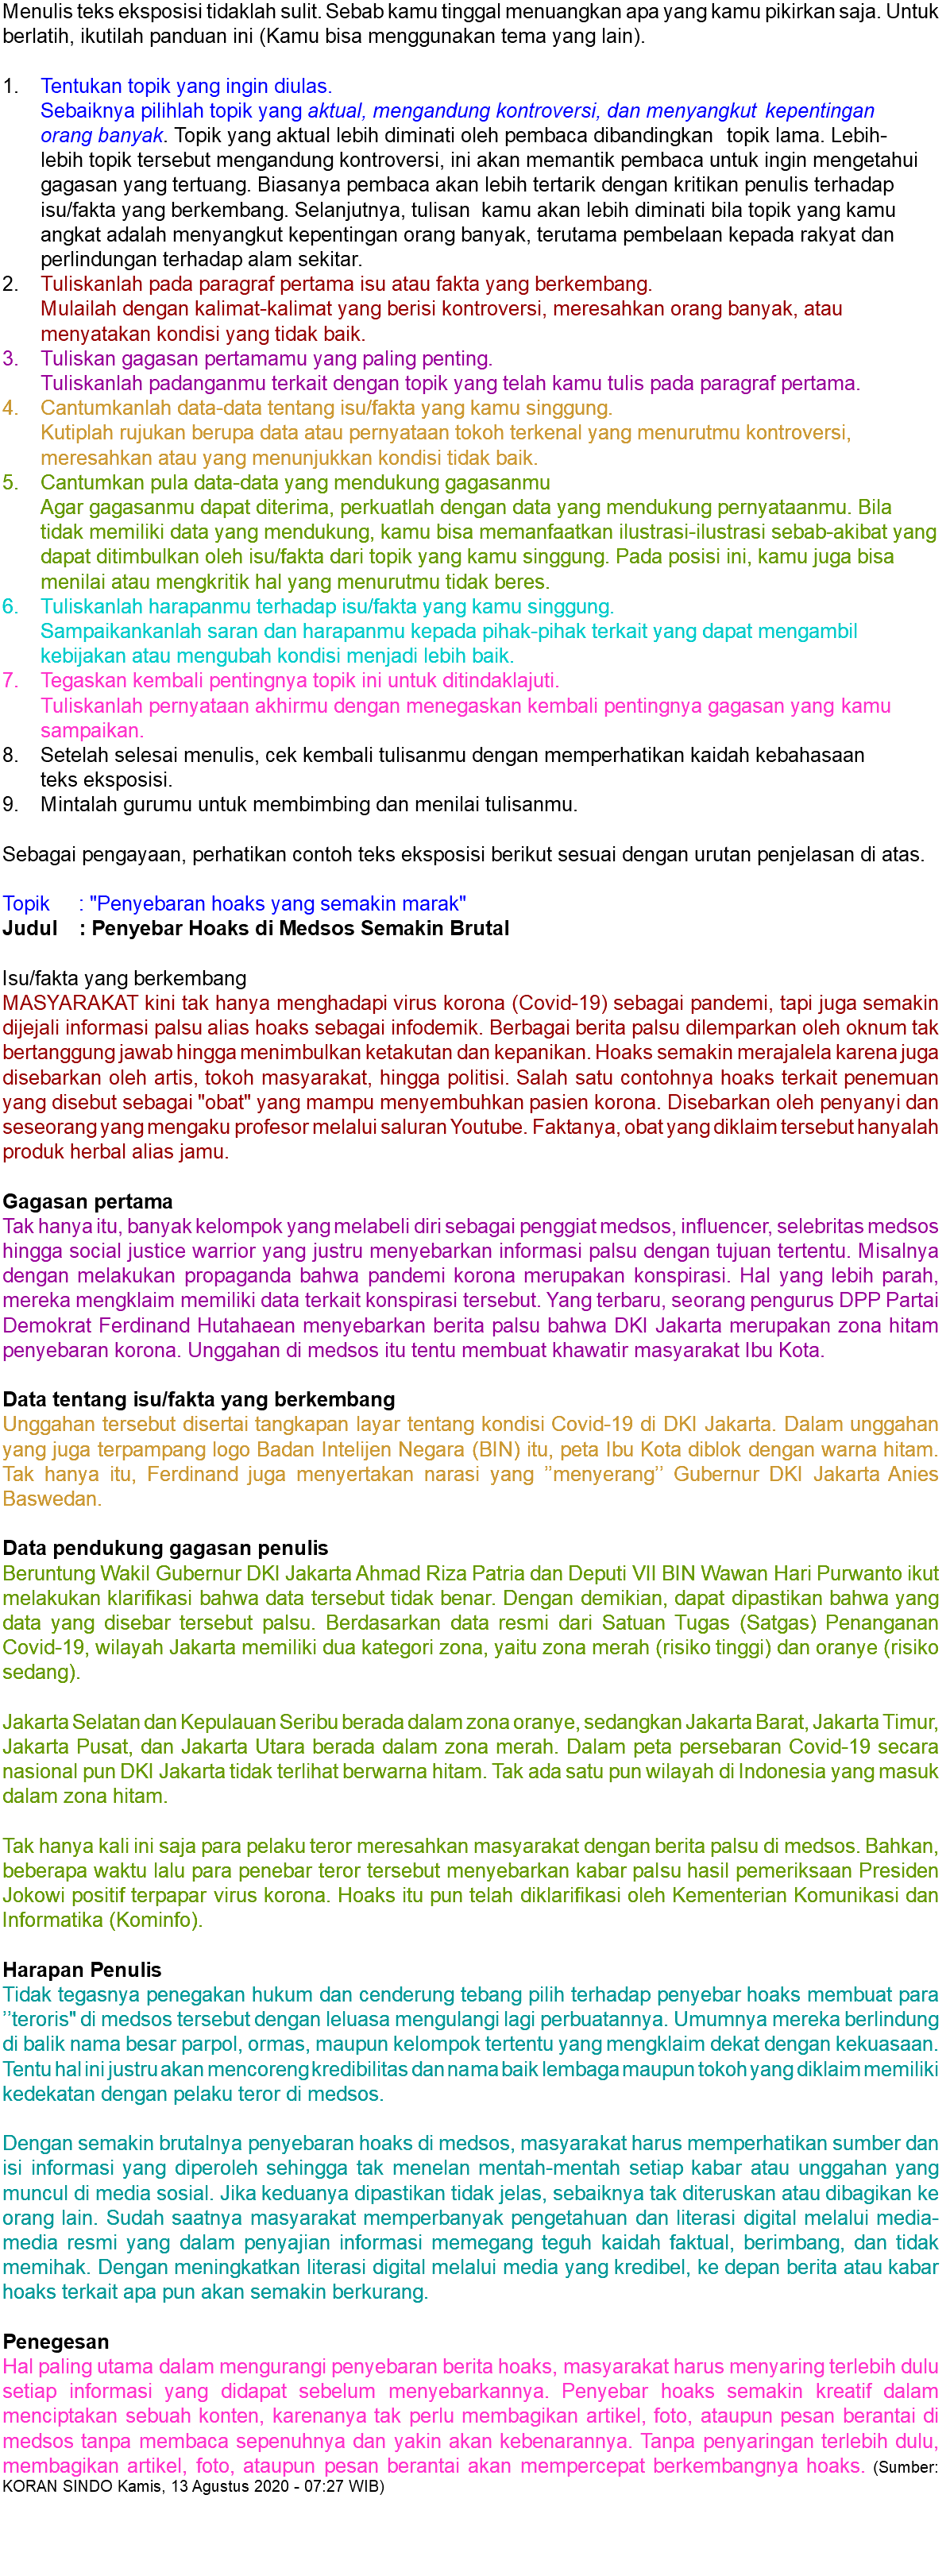 Menulis teks eksposisi tidaklah sulit. Sebab kamu tinggal menuangkan apa yang kamu pikirkan saja. Untuk
berlatih, ikutilah panduan ini (Kamu bisa menggunakan tema yang lain).
1. Tentukan topik yang ingin diulas.
Sebaiknya pilihlah topik yang aktual, mengandung kontroversi, dan menyangkut kepentingan
orang banyak. Topik yang aktual lebih diminati oleh pembaca dibandingkan topik lama. Lebih-
lebih topik tersebut mengandung kontroversi, ini akan memantik pembaca untuk ingin mengetahui
gagasan yang tertuang. Biasanya pembaca akan lebih tertarik dengan kritikan penulis terhadap
isu/fakta yang berkembang. Selanjutnya, tulisan kamu akan lebih diminati bila topik yang kamu
angkat adalah menyangkut kepentingan orang banyak, terutama pembelaan kepada rakyat dan
perlindungan terhadap alam sekitar.
2. Tuliskanlah pada paragraf pertama isu atau fakta yang berkembang.
Mulailah dengan kalimat-kalimat yang berisi kontroversi, meresahkan orang banyak, atau
menyatakan kondisi yang tidak baik.
3. Tuliskan gagasan pertamamu yang paling penting.
Tuliskanlah padanganmu terkait dengan topik yang telah kamu tulis pada paragraf pertama.
4. Cantumkanlah data-data tentang isu/fakta yang kamu singgung.
Kutiplah rujukan berupa data atau pernyataan tokoh terkenal yang menurutmu kontroversi,
meresahkan atau yang menunjukkan kondisi tidak baik.
5. Cantumkan pula data-data yang mendukung gagasanmu
Agar gagasanmu dapat diterima, perkuatlah dengan data yang mendukung pernyataanmu. Bila
tidak memiliki data yang mendukung, kamu bisa memanfaatkan ilustrasi-ilustrasi sebab-akibat yang
dapat ditimbulkan oleh isu/fakta dari topik yang kamu singgung. Pada posisi ini, kamu juga bisa
menilai atau mengkritik hal yang menurutmu tidak beres.
6. Tuliskanlah harapanmu terhadap isu/fakta yang kamu singgung.
Sampaikankanlah saran dan harapanmu kepada pihak-pihak terkait yang dapat mengambil
kebijakan atau mengubah kondisi menjadi lebih baik.
7. Tegaskan kembali pentingnya topik ini untuk ditindaklajuti.
Tuliskanlah pernyataan akhirmu dengan menegaskan kembali pentingnya gagasan yang kamu
sampaikan.
8. Setelah selesai menulis, cek kembali tulisanmu dengan memperhatikan kaidah kebahasaan
teks eksposisi.
9. Mintalah gurumu untuk membimbing dan menilai tulisanmu.
Sebagai pengayaan, perhatikan contoh teks eksposisi berikut sesuai dengan urutan penjelasan di atas.
Topik : "Penyebaran hoaks yang semakin marak"
Judul : Penyebar Hoaks di Medsos Semakin Brutal
Isu/fakta yang berkembang
MASYARAKAT kini tak hanya menghadapi virus korona (Covid-19) sebagai pandemi, tapi juga semakin
dijejali informasi palsu alias hoaks sebagai infodemik. Berbagai berita palsu dilemparkan oleh oknum tak
bertanggung jawab hingga menimbulkan ketakutan dan kepanikan. Hoaks semakin merajalela karena juga
disebarkan oleh artis, tokoh masyarakat, hingga politisi. Salah satu contohnya hoaks terkait penemuan
yang disebut sebagai "obat" yang mampu menyembuhkan pasien korona. Disebarkan oleh penyanyi dan
seseorang yang mengaku profesor melalui saluran Youtube. Faktanya, obat yang diklaim tersebut hanyalah
produk herbal alias jamu.
Gagasan pertama
Tak hanya itu, banyak kelompok yang melabeli diri sebagai penggiat medsos, influencer, selebritas medsos
hingga social justice warrior yang justru menyebarkan informasi palsu dengan tujuan tertentu. Misalnya
dengan melakukan propaganda bahwa pandemi korona merupakan konspirasi. Hal yang lebih parah,
mereka mengklaim memiliki data terkait konspirasi tersebut. Yang terbaru, seorang pengurus DPP Partai
Demokrat Ferdinand Hutahaean menyebarkan berita palsu bahwa DKI Jakarta merupakan zona hitam
penyebaran korona. Unggahan di medsos itu tentu membuat khawatir masyarakat Ibu Kota.
Data tentang isu/fakta yang berkembang
Unggahan tersebut disertai tangkapan layar tentang kondisi Covid-19 di DKI Jakarta. Dalam unggahan
yang juga terpampang logo Badan Intelijen Negara (BIN) itu, peta Ibu Kota diblok dengan warna hitam.
Tak hanya itu, Ferdinand juga menyertakan narasi yang ’’menyerang’’ Gubernur DKI Jakarta Anies
Baswedan.
Data pendukung gagasan penulis
Beruntung Wakil Gubernur DKI Jakarta Ahmad Riza Patria dan Deputi VII BIN Wawan Hari Purwanto ikut
melakukan klarifikasi bahwa data tersebut tidak benar. Dengan demikian, dapat dipastikan bahwa yang
data yang disebar tersebut palsu. Berdasarkan data resmi dari Satuan Tugas (Satgas) Penanganan
Covid-19, wilayah Jakarta memiliki dua kategori zona, yaitu zona merah (risiko tinggi) dan oranye (risiko
sedang).
Jakarta Selatan dan Kepulauan Seribu berada dalam zona oranye, sedangkan Jakarta Barat, Jakarta Timur,
Jakarta Pusat, dan Jakarta Utara berada dalam zona merah. Dalam peta persebaran Covid-19 secara
nasional pun DKI Jakarta tidak terlihat berwarna hitam. Tak ada satu pun wilayah di Indonesia yang masuk
dalam zona hitam.
Tak hanya kali ini saja para pelaku teror meresahkan masyarakat dengan berita palsu di medsos. Bahkan,
beberapa waktu lalu para penebar teror tersebut menyebarkan kabar palsu hasil pemeriksaan Presiden
Jokowi positif terpapar virus korona. Hoaks itu pun telah diklarifikasi oleh Kementerian Komunikasi dan
Informatika (Kominfo).
Harapan Penulis
Tidak tegasnya penegakan hukum dan cenderung tebang pilih terhadap penyebar hoaks membuat para
’’teroris" di medsos tersebut dengan leluasa mengulangi lagi perbuatannya. Umumnya mereka berlindung
di balik nama besar parpol, ormas, maupun kelompok tertentu yang mengklaim dekat dengan kekuasaan.
Tentu hal ini justru akan mencoreng kredibilitas dan nama baik lembaga maupun tokoh yang diklaim memiliki
kedekatan dengan pelaku teror di medsos.
Dengan semakin brutalnya penyebaran hoaks di medsos, masyarakat harus memperhatikan sumber dan
isi informasi yang diperoleh sehingga tak menelan mentah-mentah setiap kabar atau unggahan yang
muncul di media sosial. Jika keduanya dipastikan tidak jelas, sebaiknya tak diteruskan atau dibagikan ke
orang lain. Sudah saatnya masyarakat memperbanyak pengetahuan dan literasi digital melalui media-
media resmi yang dalam penyajian informasi memegang teguh kaidah faktual, berimbang, dan tidak
memihak. Dengan meningkatkan literasi digital melalui media yang kredibel, ke depan berita atau kabar
hoaks terkait apa pun akan semakin berkurang.
Penegesan
Hal paling utama dalam mengurangi penyebaran berita hoaks, masyarakat harus menyaring terlebih dulu
setiap informasi yang didapat sebelum menyebarkannya. Penyebar hoaks semakin kreatif dalam
menciptakan sebuah konten, karenanya tak perlu membagikan artikel, foto, ataupun pesan berantai di
medsos tanpa membaca sepenuhnya dan yakin akan kebenarannya. Tanpa penyaringan terlebih dulu,
membagikan artikel, foto, ataupun pesan berantai akan mempercepat berkembangnya hoaks. (Sumber:
KORAN SINDO Kamis, 13 Agustus 2020 - 07:27 WIB)